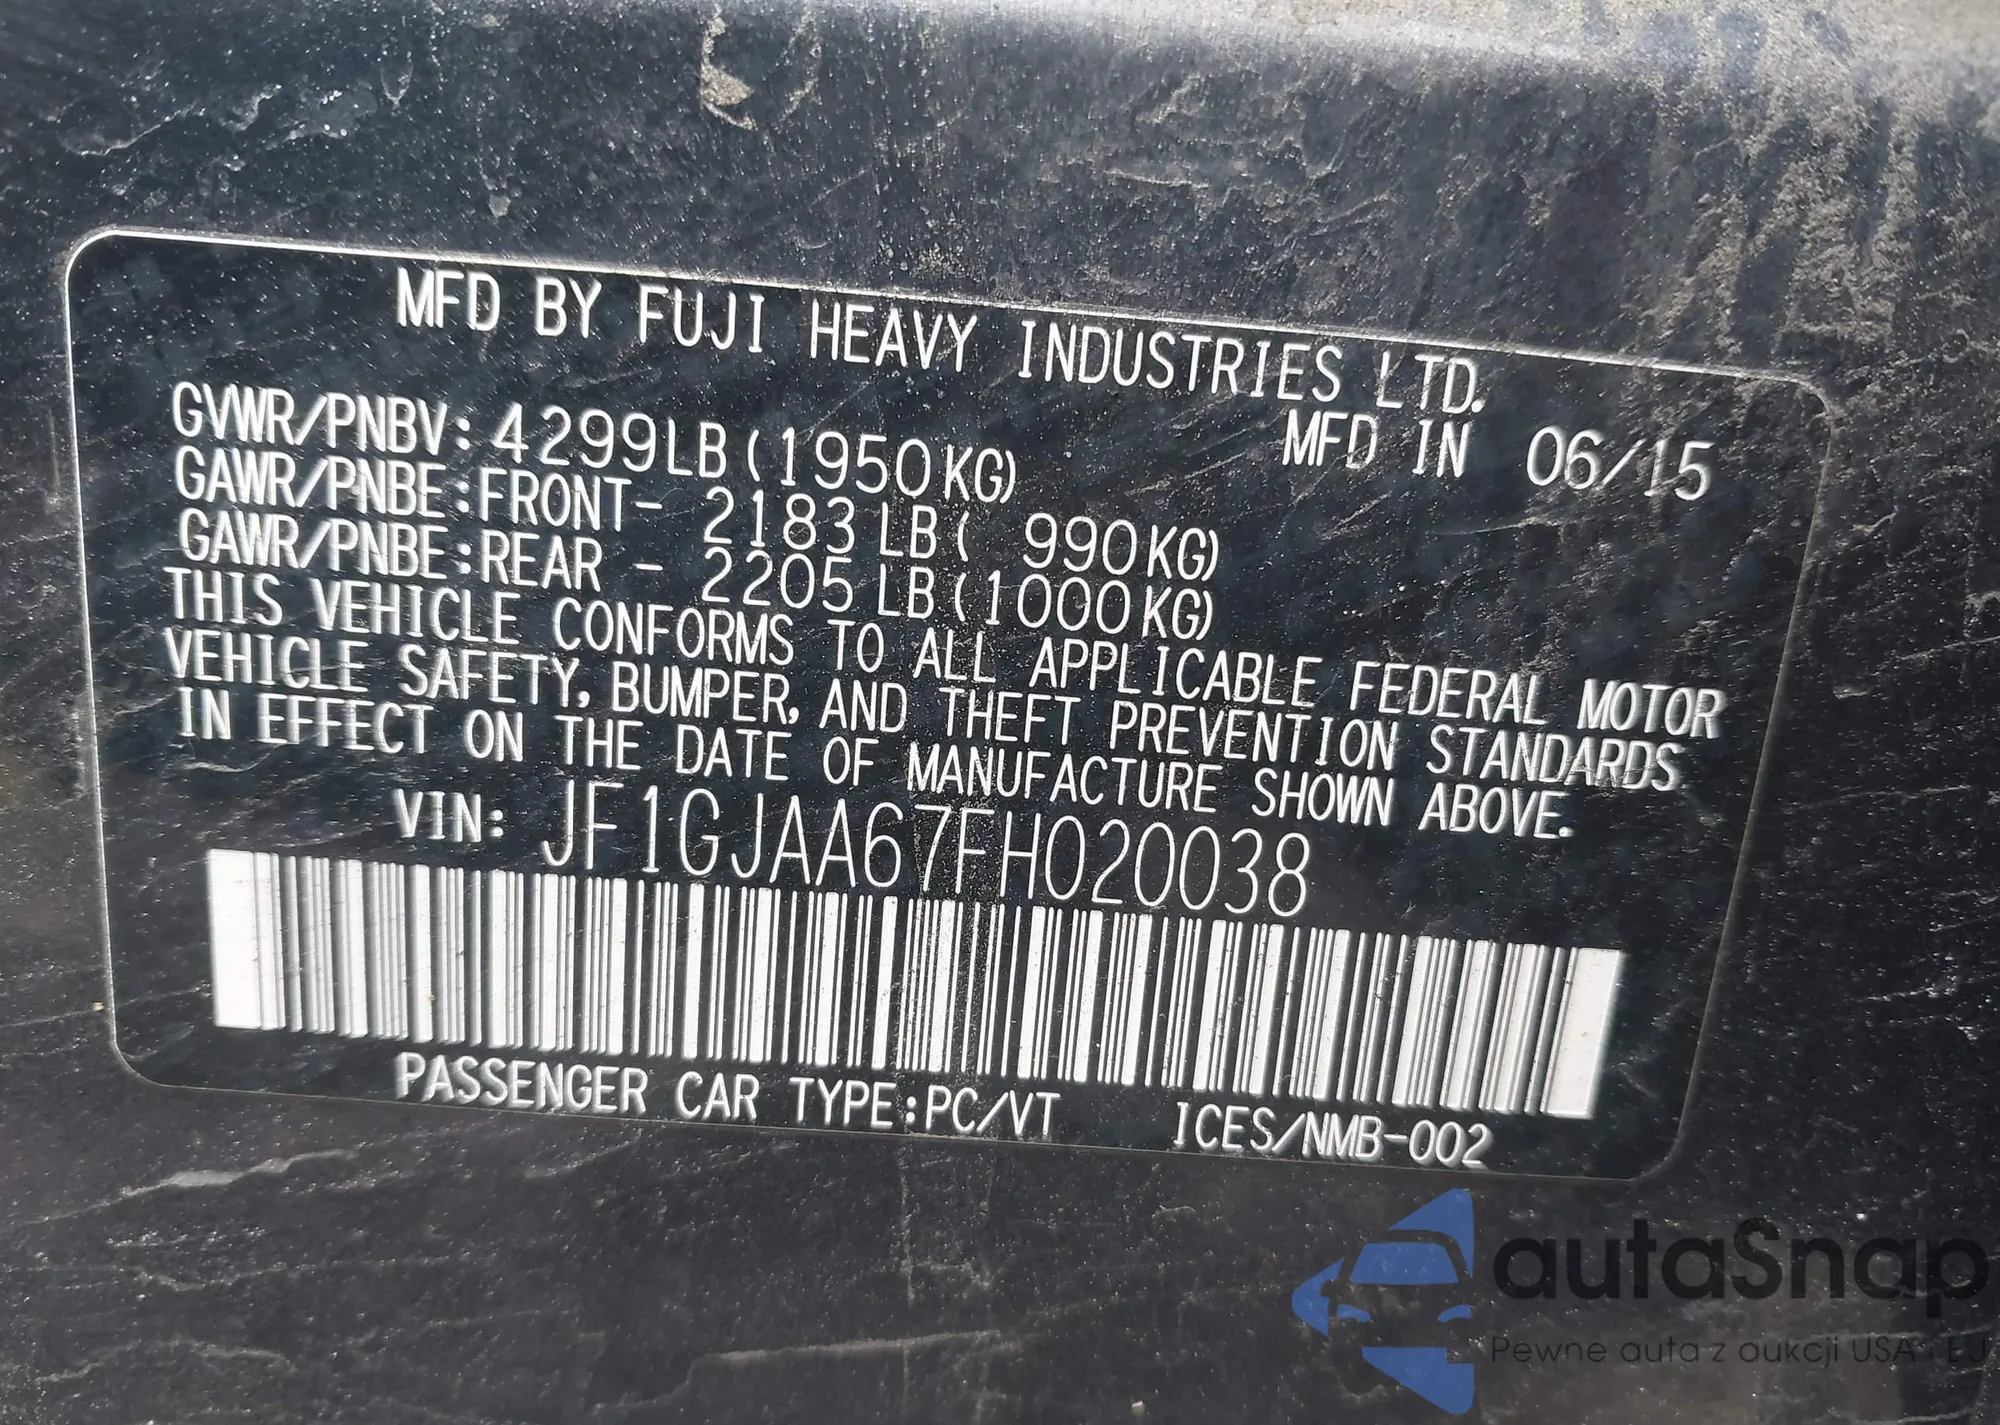 MFD BY FUJI HEAVY INDUSTRIES LTD.
GVWR/PNBV: 4299LB (1950KG) MFD IN 06/15
GAWR/PNBE:FRONT- 2183LB ( 990KG)
GAWR/PNBE:REAR - 2205LB (1000KG)
THIS VEHICLE CONFORMS TO ALL APPLICABLE FEDERAL MOTOR
VEHICLE SAFETY, BUMPER, AND THEFT PREVENTION STANDARDS
IN EFFECT ON THE DATE OF MANUFACTURE SHOWN ABOVE.
VIN: JF1GJAA67FH020038
PASSENGER CAR TYPE:PC/VT ICES/NMB-002
autaSnap
Pewne auta z aukcji USA i EU